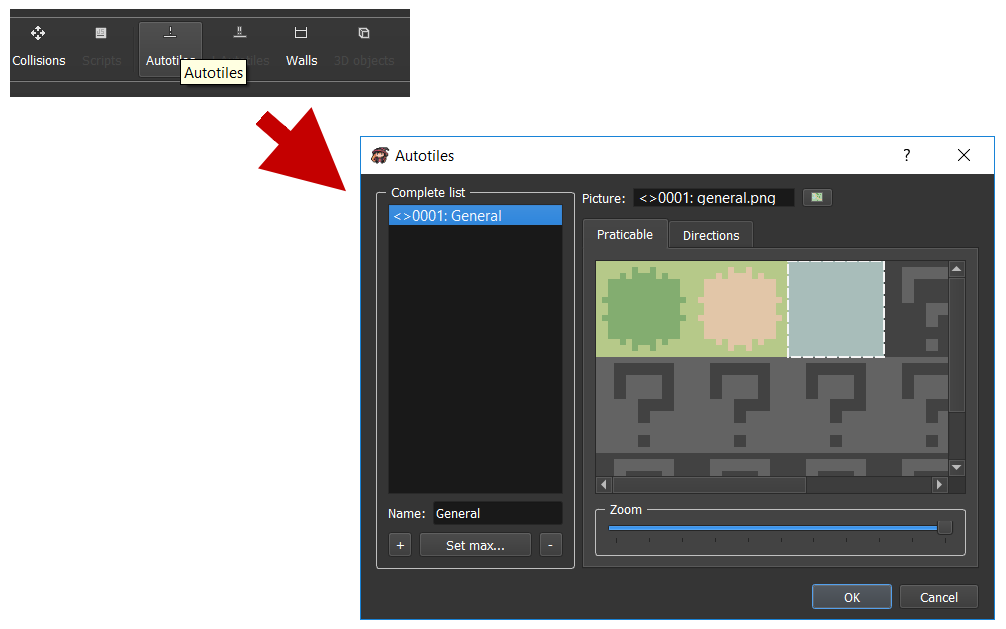 Collisions Scripts Autotiles Walls 3D objects
Autotiles
Autotiles ?
Complete list
<>0001: General
Name: General
+ Set max... -
Picture: <>0001: general.png
Praticable Directions
Zoom
OK Cancel